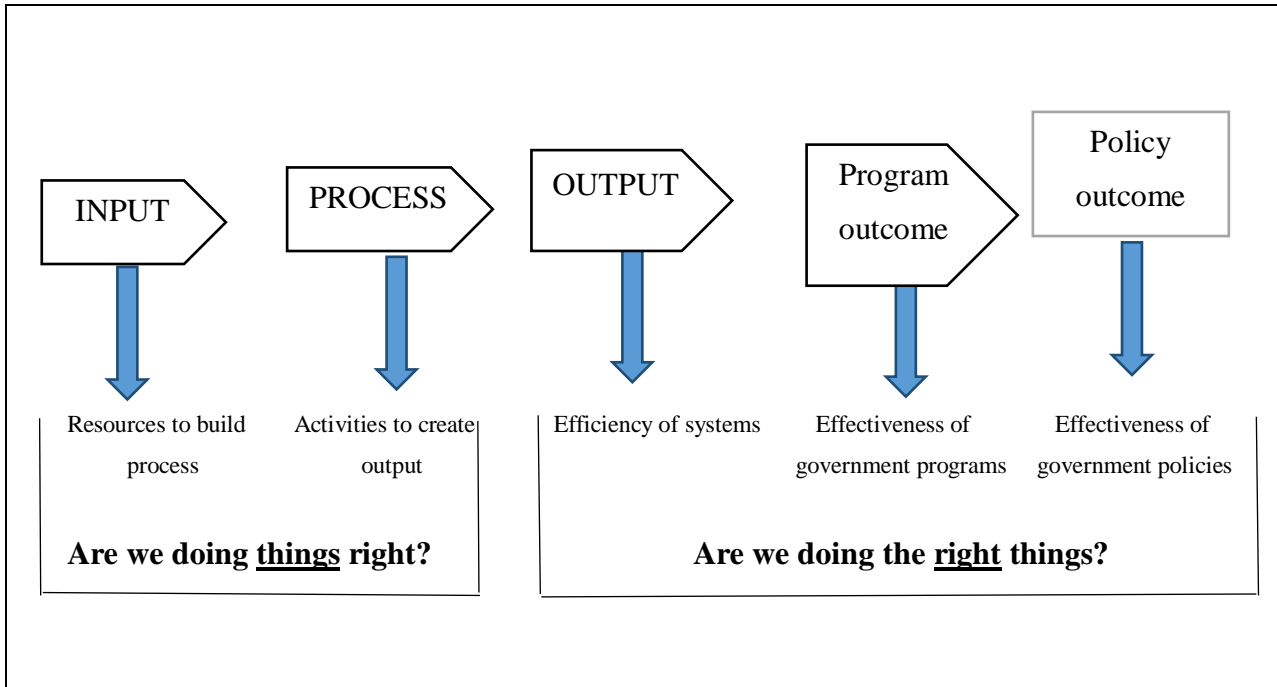 INPUT
PROCESS
OUTPUT
Program
outcome
Policy
outcome
Resources to build
process
Activities to create
output
Efficiency of systems
Effectiveness of
government programs
Effectiveness of
government policies
Are we doing things right?
Are we doing the right things?